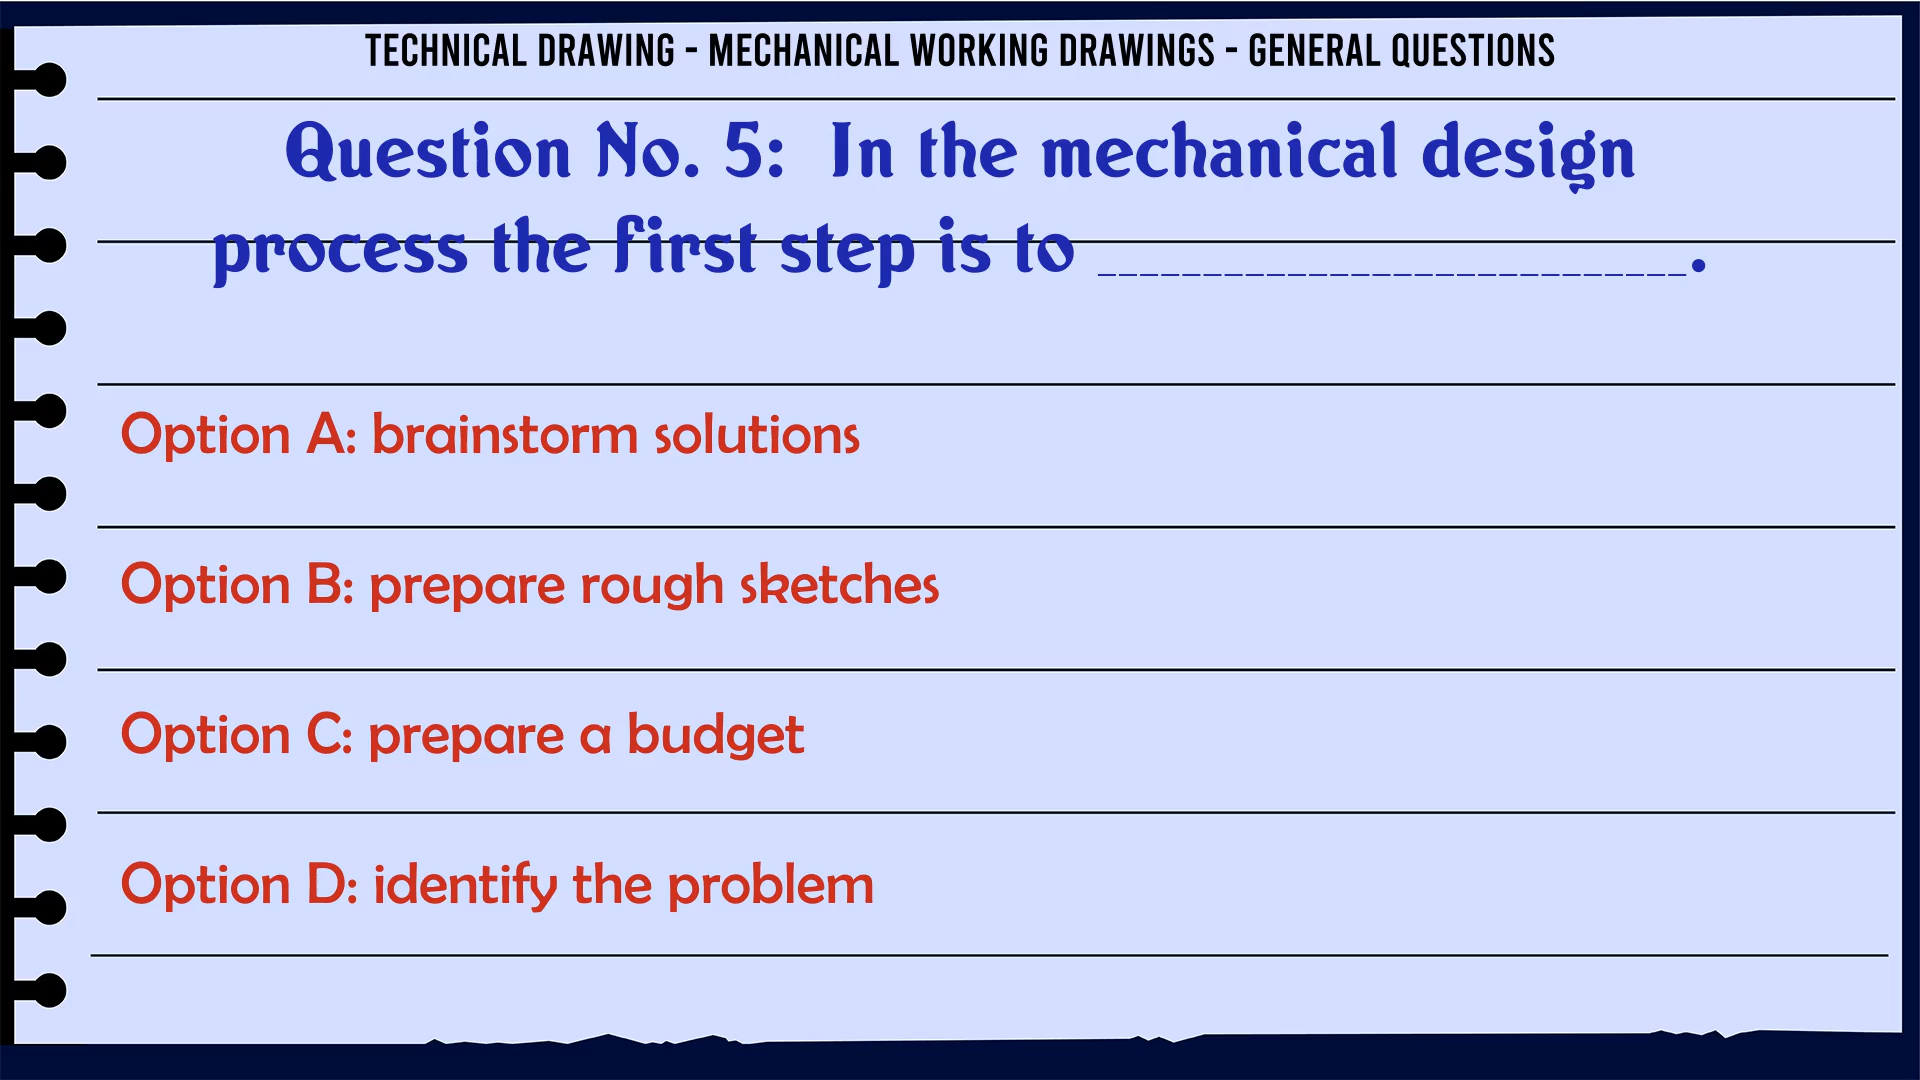 TECHNICAL DRAWING - MECHANICAL WORKING DRAWINGS - GENERAL QUESTIONS
Question No. 5:  In the mechanical design
process the first step is to ____________________________.
Option A: brainstorm solutions
Option B: prepare rough sketches
Option C: prepare a budget
Option D: identify the problem